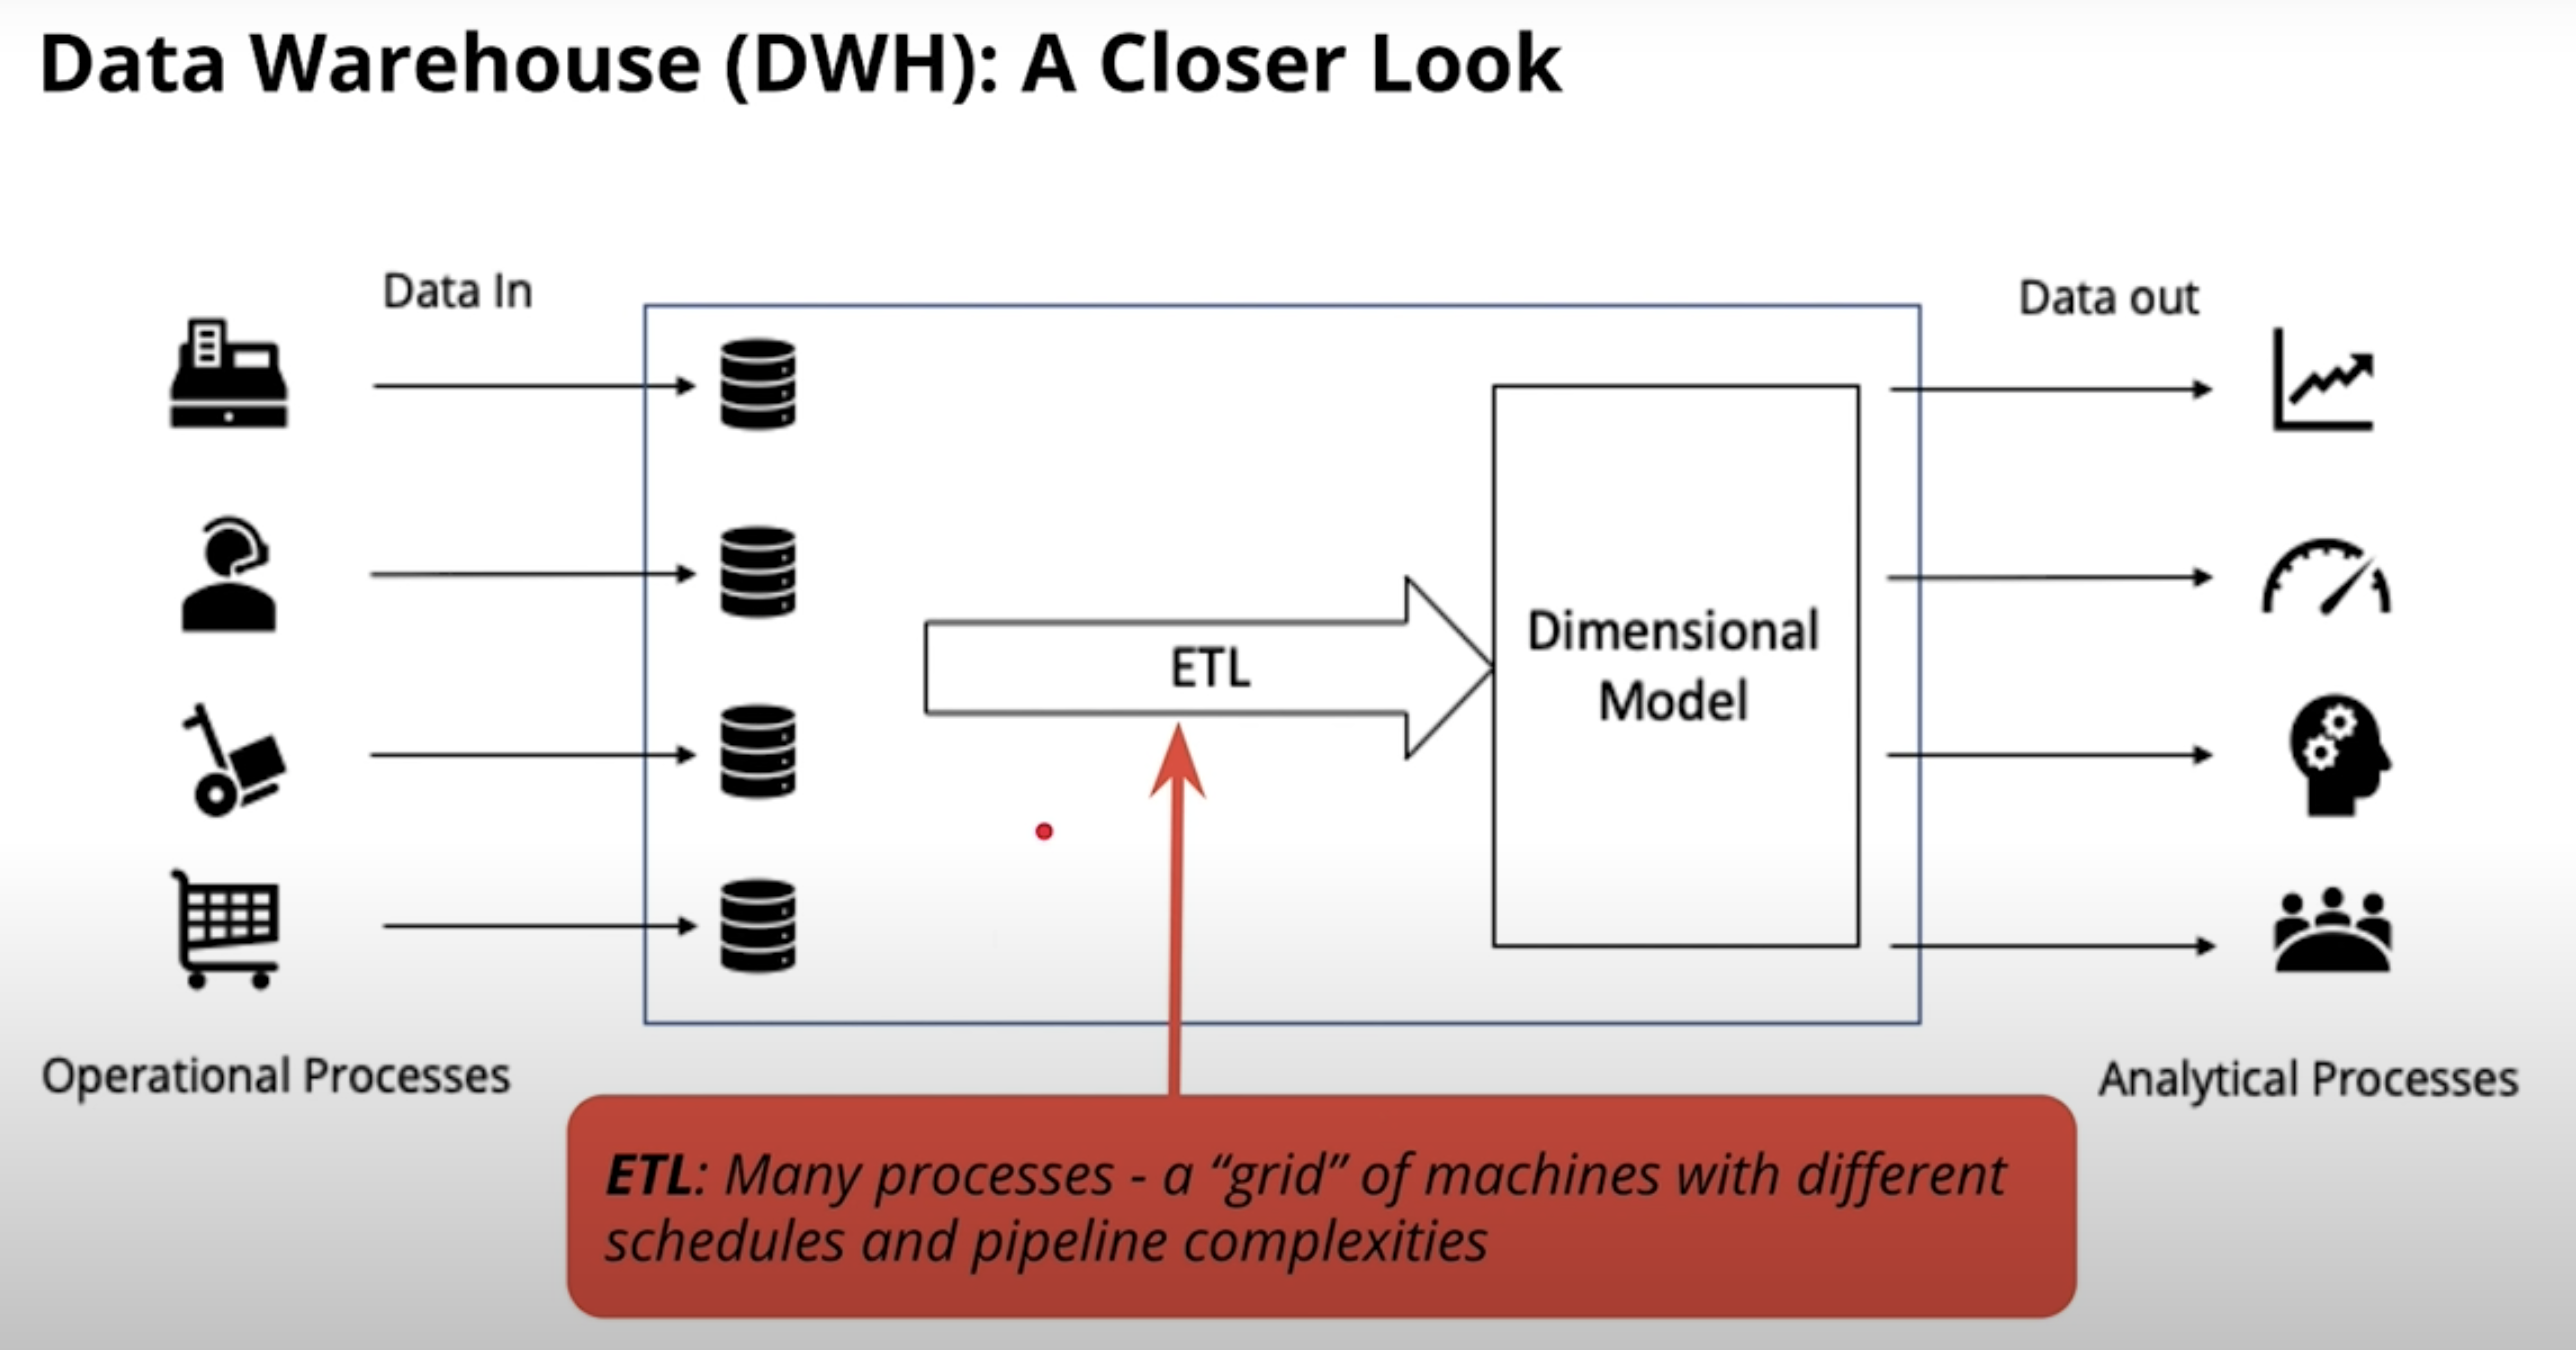 Data Warehouse (DWH): A Closer Look
Data In
Data out
ETL
Dimensional
Model
Operational Processes
Analytical Processes
ETL: Many processes - a “grid” of machines with different
schedules and pipeline complexities